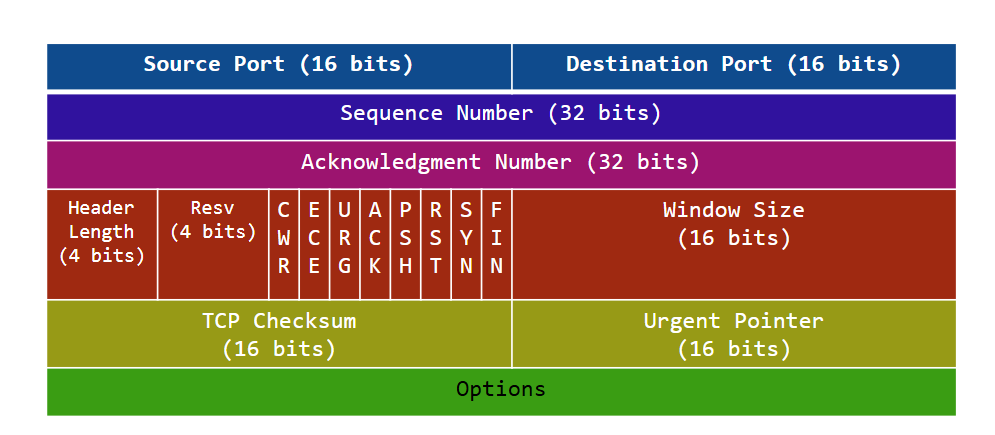 Source Port (16 bits)
Destination Port (16 bits)
Sequence Number (32 bits)
Acknowledgment Number (32 bits)
Header
Length
(4 bits)
Resv
(4 bits)
CWR
ECE
URG
ACK
PSH
RST
SYN
FIN
Window Size
(16 bits)
TCP Checksum
(16 bits)
Urgent Pointer
(16 bits)
Options